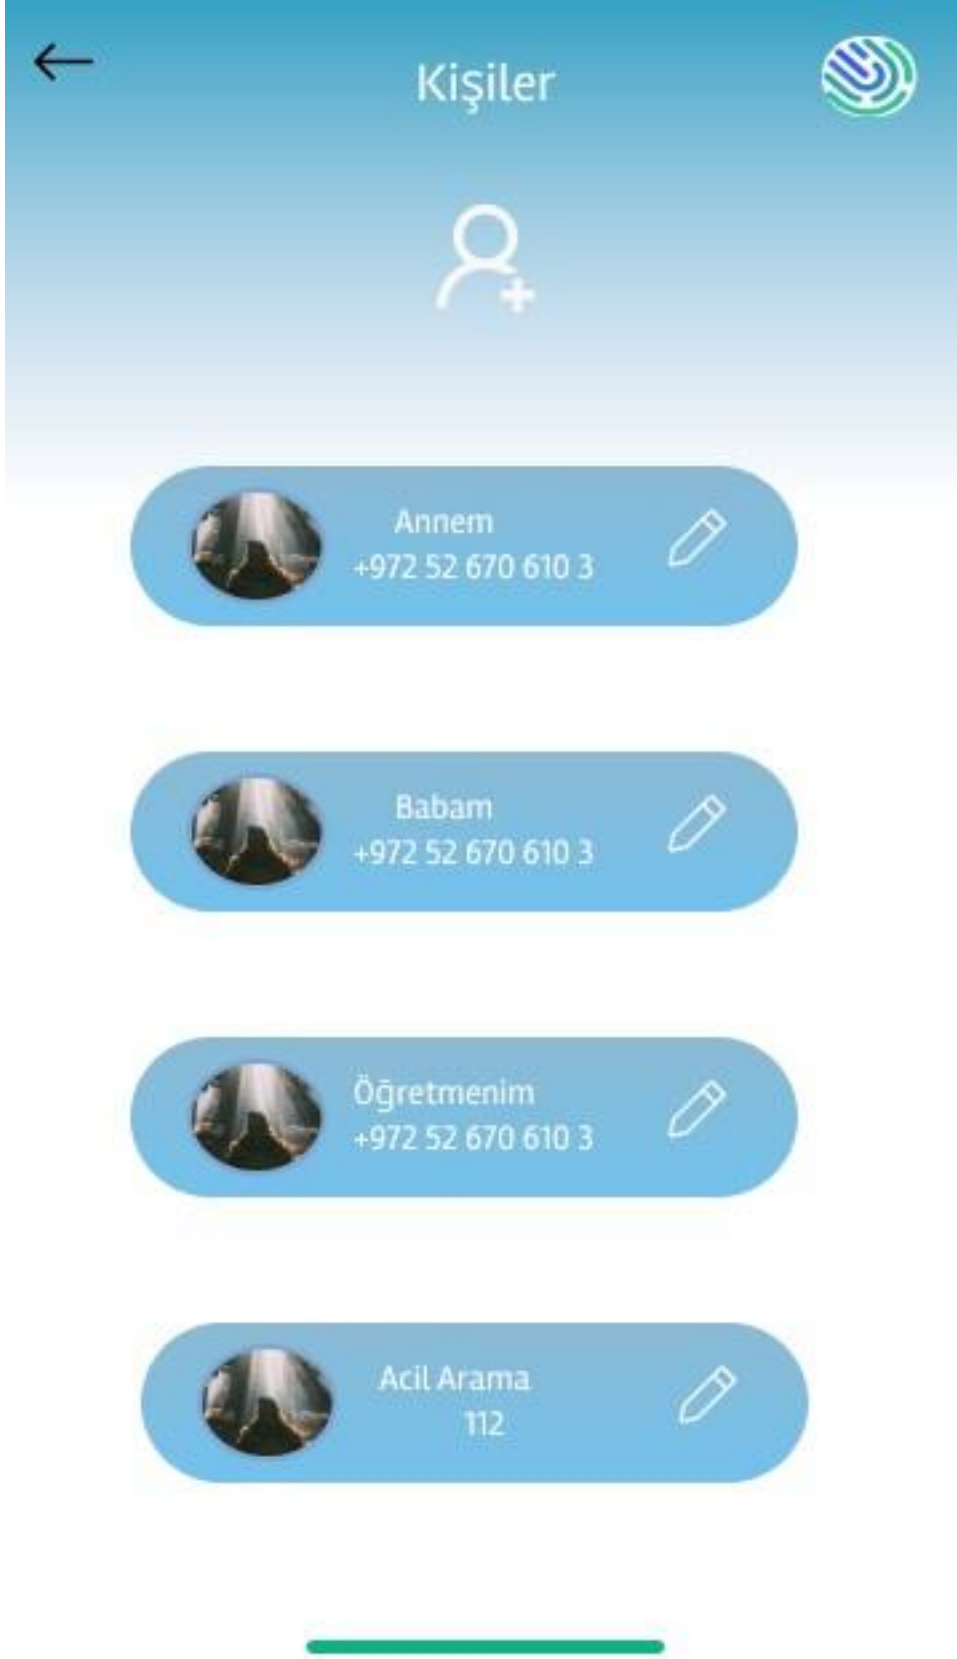 Kişiler
Annem
+972 52 670 610 3
Babam
+972 52 670 610 3
Öğretmenim
+972 52 670 610 3
Acil Arama
112